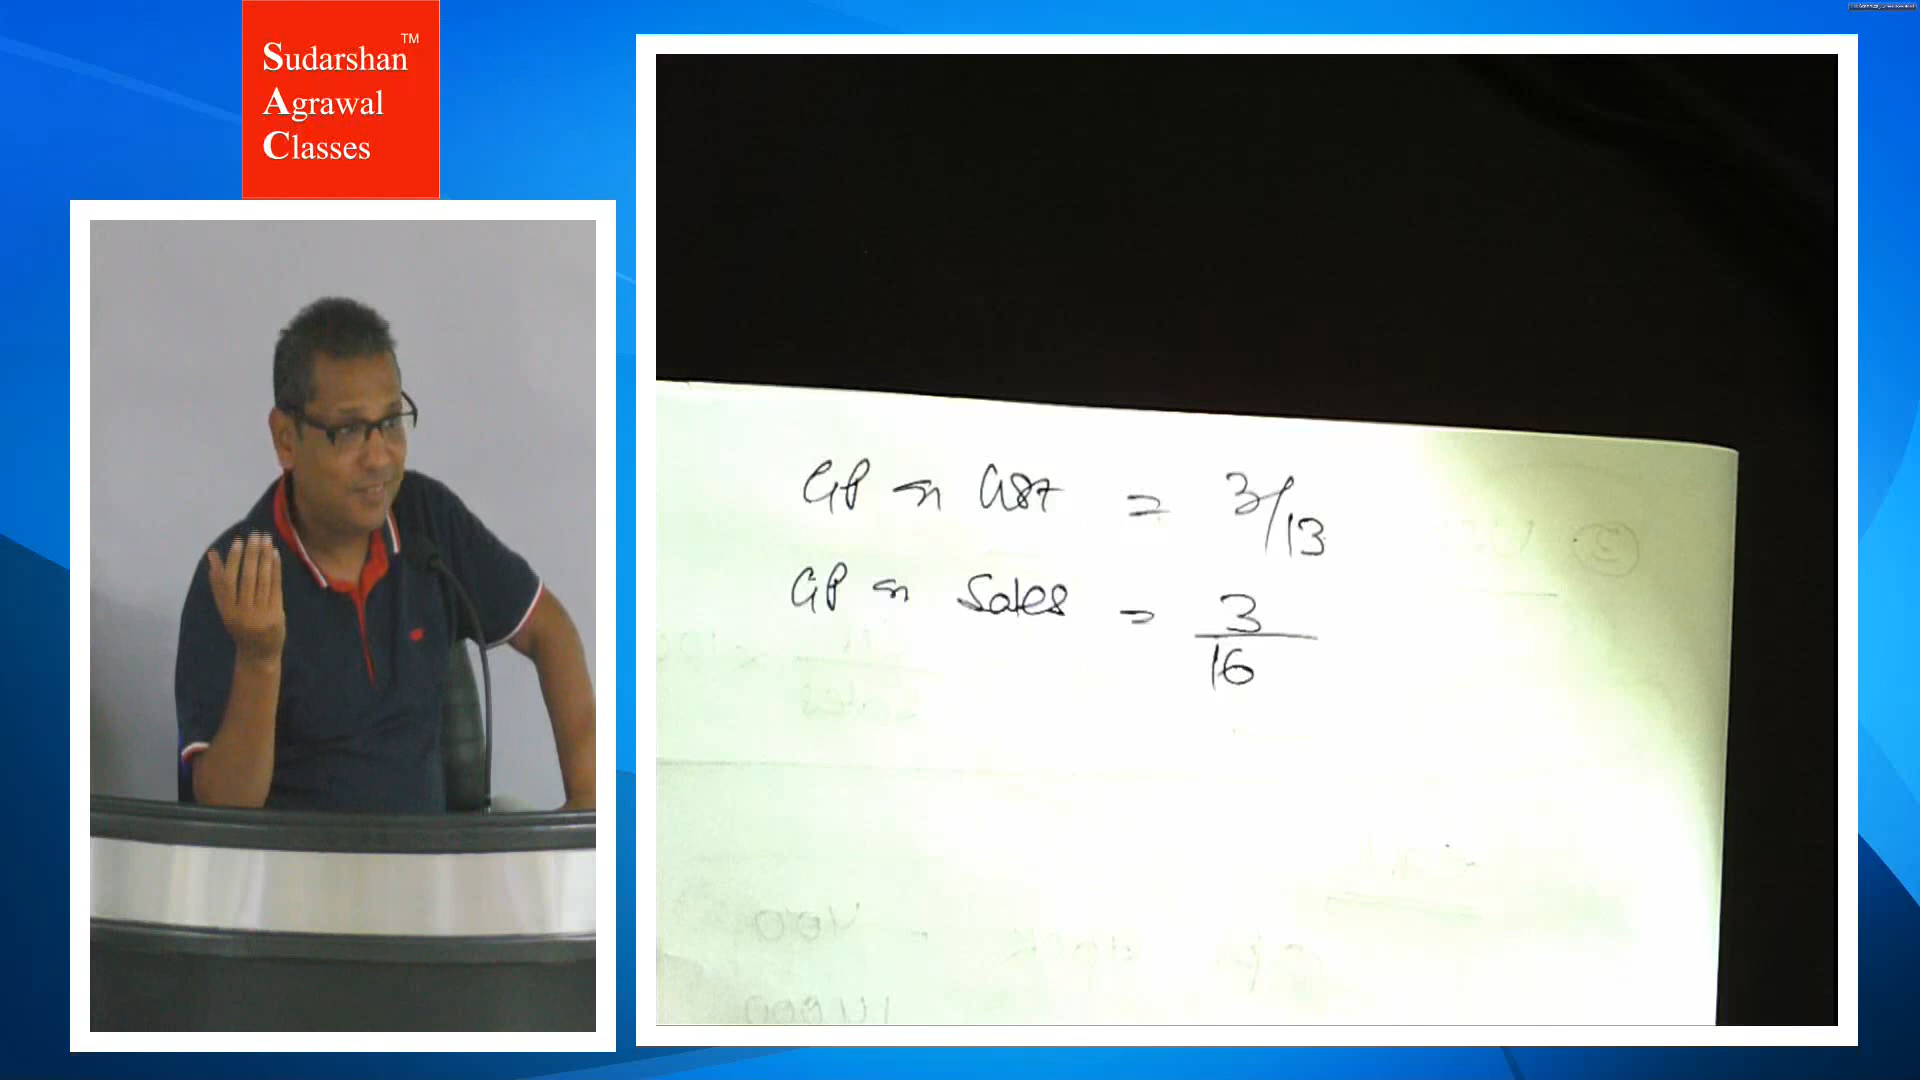 Sudarshan™
Agrawal
Classes
GP on Cost = 3/13
GP on Sales = 3/16